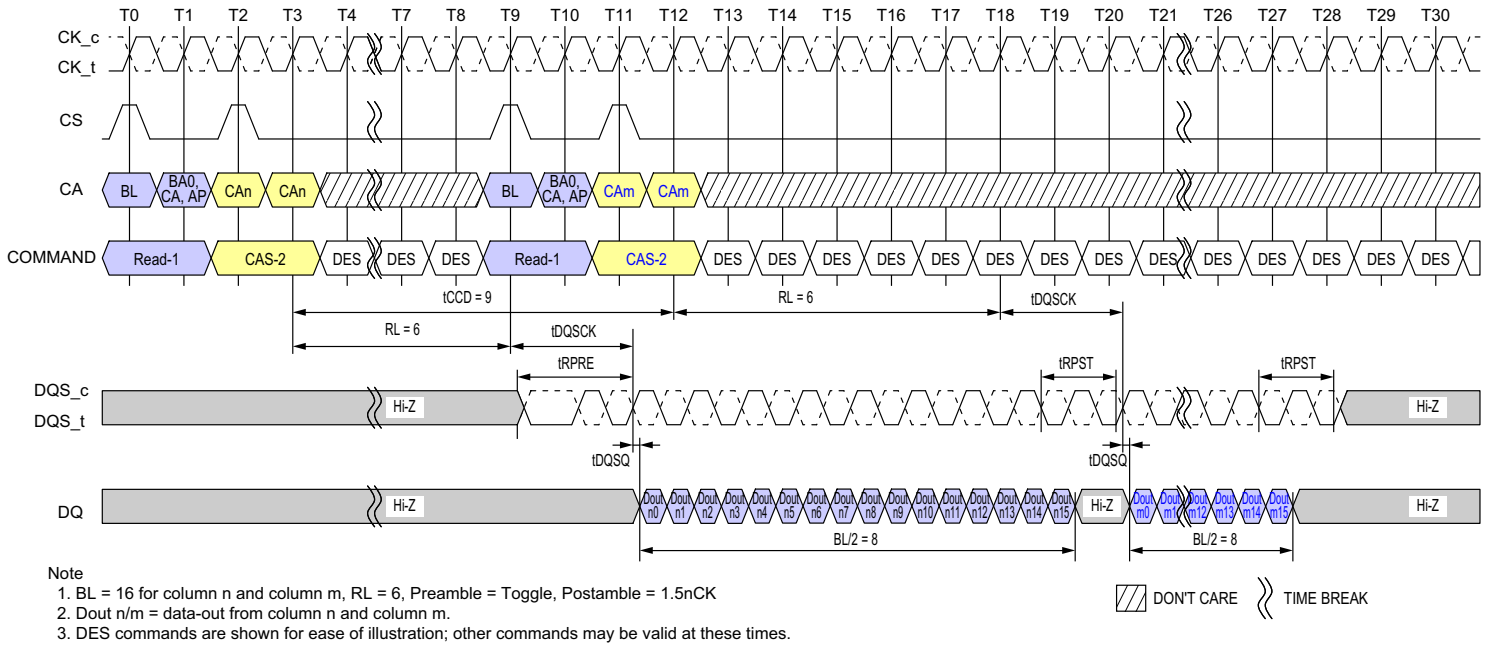 T0 T1 T2 T3 T4 T7 T8 T9 T10 T11 T12 T13 T14 T15 T16 T17 T18 T19 T20 T21 T26 T27 T28 T29 T30
CK_c
CK_t
CS
CA BL BA0, CA, AP CAn CAn BL BA0, CA, AP CAm CAm
COMMAND Read-1 CAS-2 DES DES DES Read-1 CAS-2 DES DES DES DES DES DES DES DES DES DES DES DES DES DES
tCCD = 9 RL = 6 tDQSCK
RL = 6 tDQSCK
tRPRE tRPST tRPST
DQS_c
Hi-Z Hi-Z
DQS_t
tDQSQ tDQSQ
DQ Hi-Z Dout n0 Dout n1 Dout n2 Dout n3 Dout n4 Dout n5 Dout n6 Dout n7 Dout n8 Dout n9 Dout n10 Dout n11 Dout n12 Dout n13 Dout n14 Dout n15 Hi-Z Dout m0 Dout m1 Dout m12 Dout m13 Dout m14 Dout m15 Hi-Z
BL/2 = 8 BL/2 = 8
Note
1. BL = 16 for column n and column m, RL = 6, Preamble = Toggle, Postamble = 1.5nCK
2. Dout n/m = data-out from column n and column m.
3. DES commands are shown for ease of illustration; other commands may be valid at these times.
DON'T CARE TIME BREAK